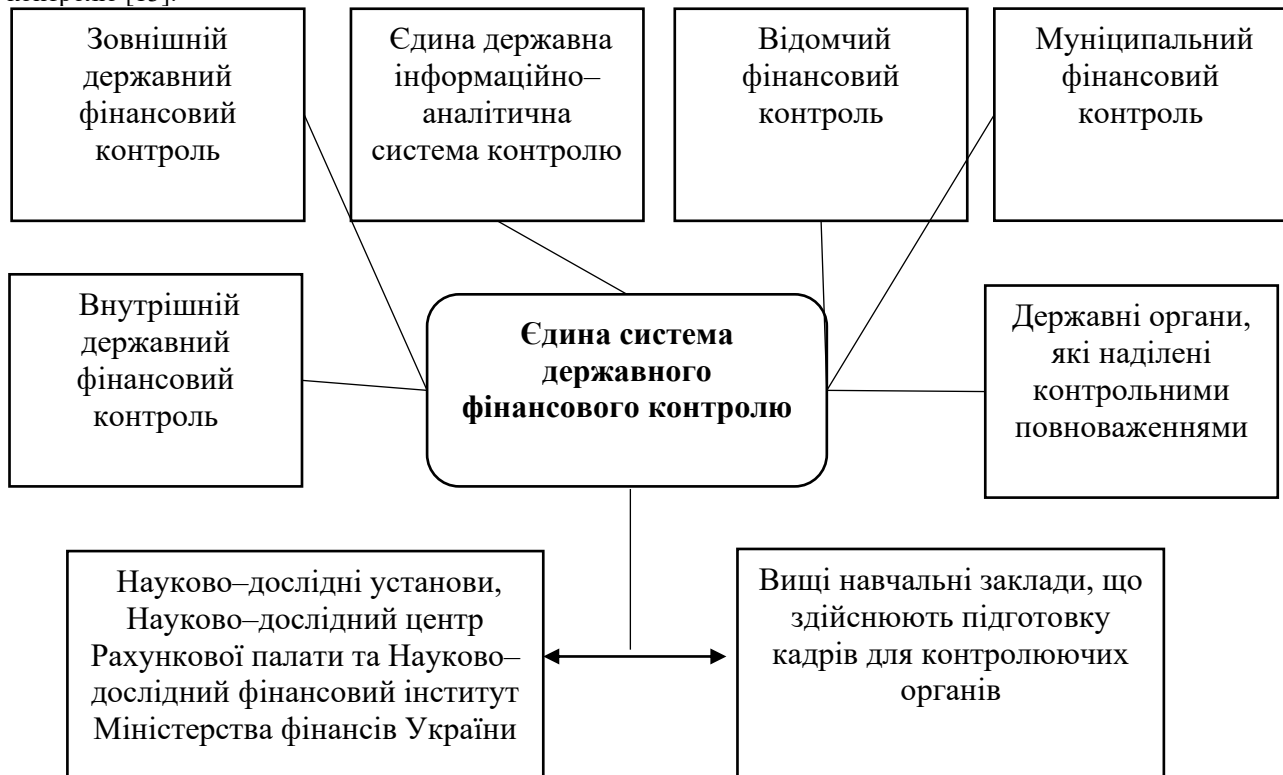 Зовнішній
державний
фінансовий
контроль
Єдина державна
інформаційно–
аналітична
система контролю
Відомчий
фінансовий
контроль
Муніципальний
фінансовий
контроль
Внутрішній
державний
фінансовий
контроль
Єдина система
державного
фінансового контролю
Державні органи,
які наділені
контрольними
повноваженнями
Науково–дослідні установи,
Науково–дослідний центр
Рахункової палати та Науково–
дослідний фінансовий інститут
Міністерства фінансів України
Вищі навчальні заклади, що
здійснюють підготовку
кадрів для контролюючих
органів